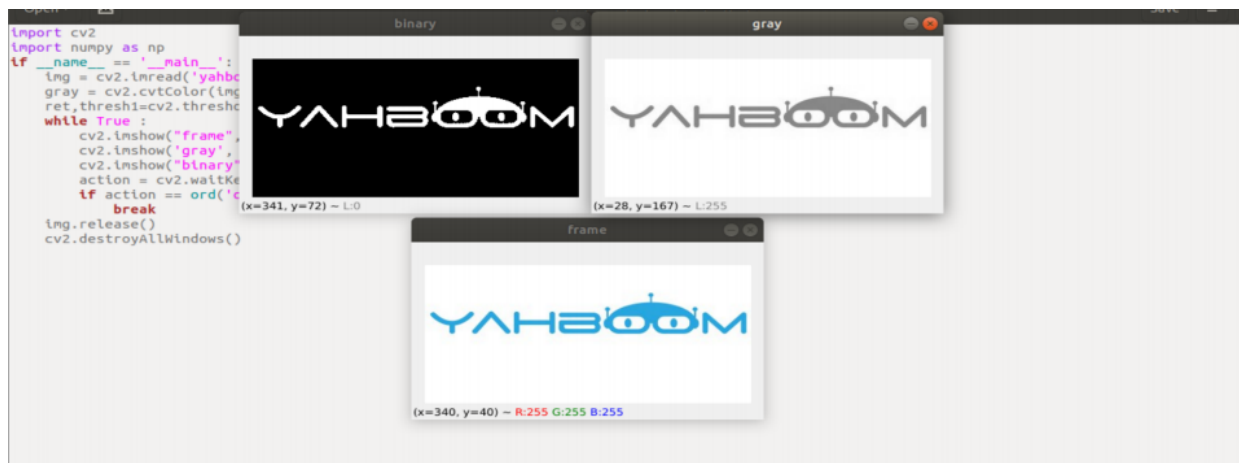 Open
Save
import cv2
import numpy as np
if __name__ == '__main__':
    img = cv2.imread('yahbo
    gray = cv2.cvtColor(img
    ret,thresh1=cv2.thresho
    while True :
        cv2.imshow("frame",
        cv2.imshow('gray',
        cv2.imshow("binary"
        action = cv2.waitKe
        if action == ord('
            break
    img.release()
    cv2.destroyAllWindows()
binary
YAHBOOM
(x=341, y=72) ~ L:0
gray
YAHBOOM
(x=28, y=167) ~ L:255
frame
YAHBOOM
(x=340, y=40) ~ R:255 G:255 B:255